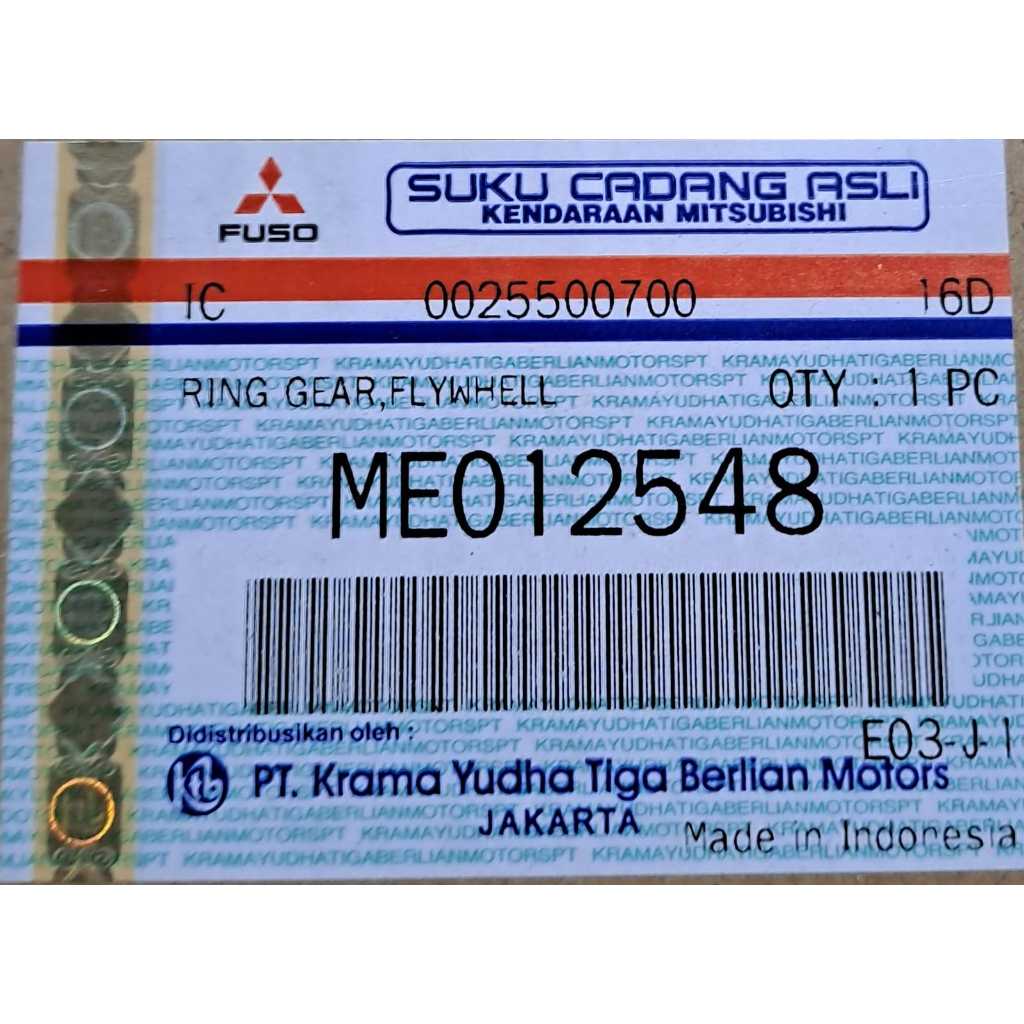 FUSO
SUKU CADANG ASLI
KENDARAAN MITSUBISHI
IC 0025500700 16D
RING GEAR,FLYWHELL QTY : 1 PC
ME012548
Didistribusikan oleh :
E03-J-1
PT. Krama Yudha Tiga Berlian Motors
JAKARTA
Made in Indonesia